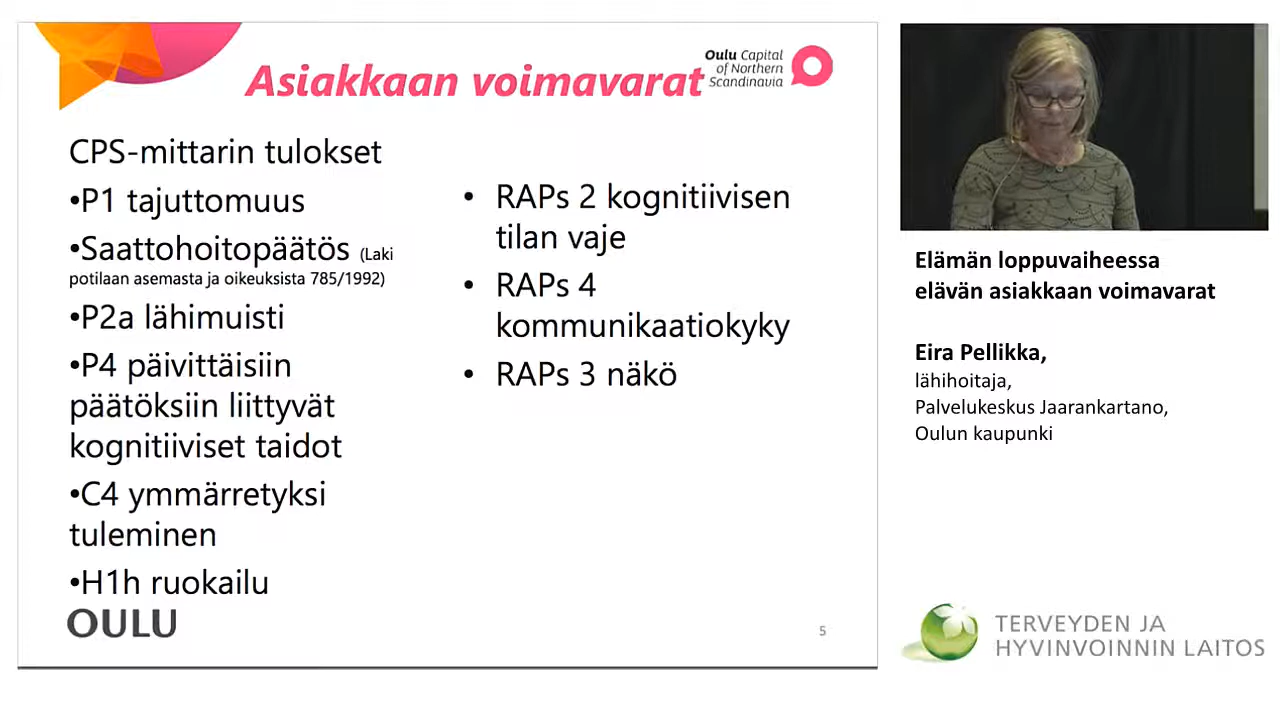 Asiakkaan voimavarat
Oulu Capital
of Northern
Scandinavia
CPS-mittarin tulokset
•P1 tajuttomuus
•Saattohoitopäätös (Laki
potilaan asemasta ja oikeuksista 785/1992)
•P2a lähimuisti
•P4 päivittäisiin
päätöksiin liittyvät
kognitiiviset taidot
•C4 ymmärretyksi
tuleminen
•H1h ruokailu
• RAPs 2 kognitiivisen
tilan vaje
• RAPs 4
kommunikaatiokyky
• RAPs 3 näkö
OULU
5
Elämän loppuvaiheessa
elävän asiakkaan voimavarat
Eira Pellikka,
lähihoitaja,
Palvelukeskus Jaarankartano,
Oulun kaupunki
TERVEYDEN JA
HYVINVOINNIN LAITOS